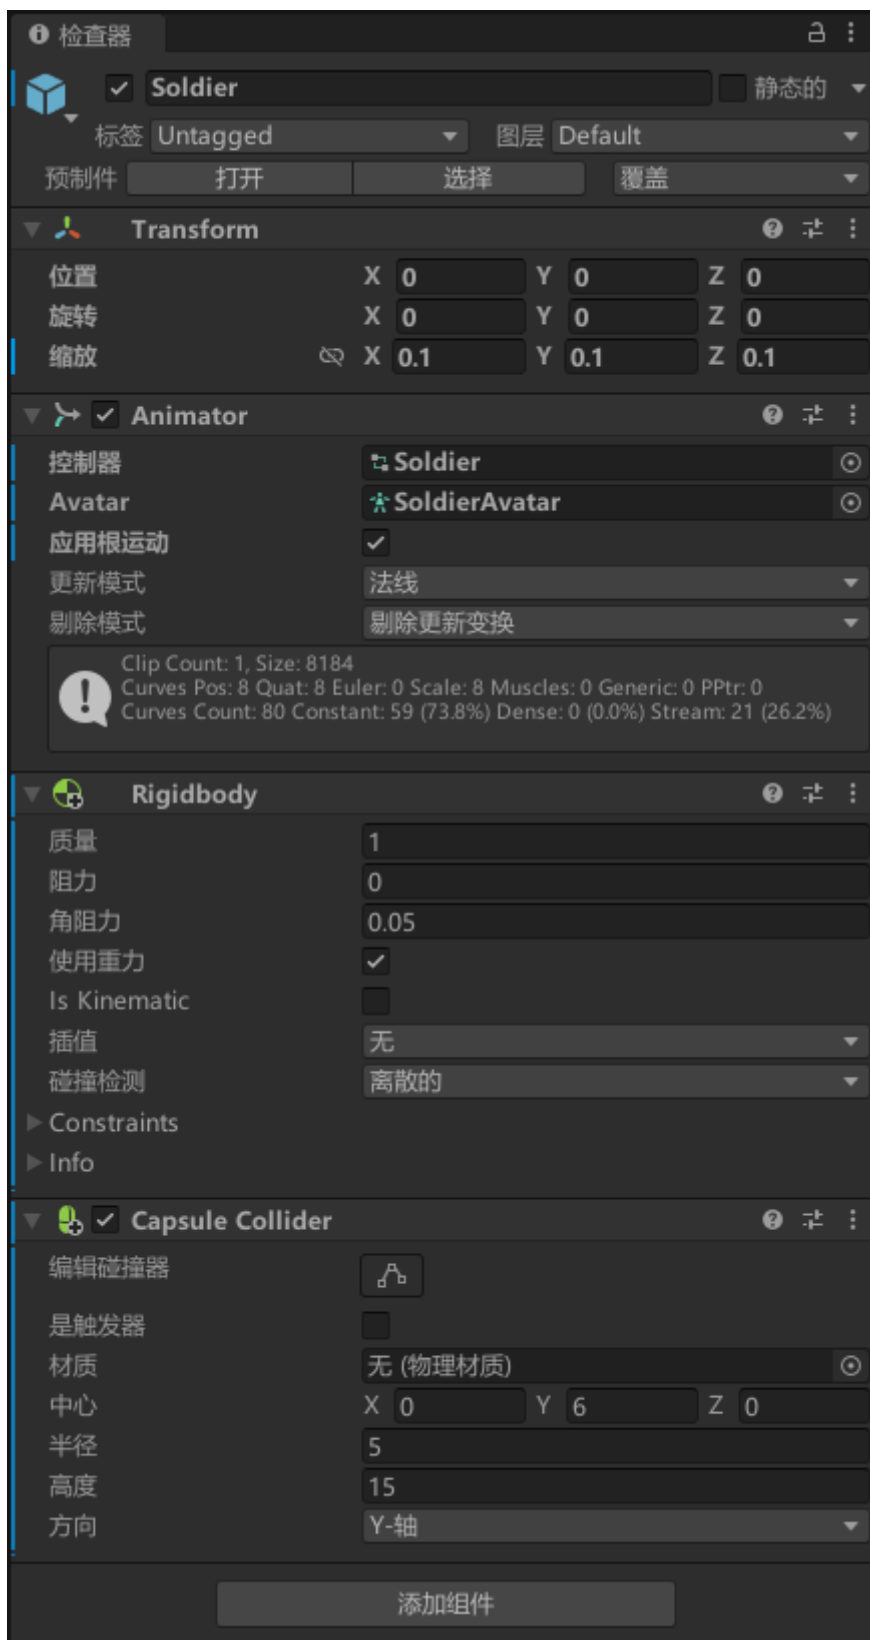 检查器
Soldier 静态的
标签 Untagged 图层 Default
预制件 打开 选择 覆盖
Transform
位置 X 0 Y 0 Z 0
旋转 X 0 Y 0 Z 0
缩放 X 0.1 Y 0.1 Z 0.1
Animator
控制器 Soldier
Avatar SoldierAvatar
应用根运动
更新模式 法线
剔除模式 剔除更新变换
Clip Count: 1, Size: 8184
Curves Pos: 8 Quat: 8 Euler: 0 Scale: 8 Muscles: 0 Generic: 0 PPtr: 0
Curves Count: 80 Constant: 59 (73.8%) Dense: 0 (0.0%) Stream: 21 (26.2%)
Rigidbody
质量 1
阻力 0
角阻力 0.05
使用重力
Is Kinematic
插值 无
碰撞检测 离散的
Constraints
Info
Capsule Collider
编辑碰撞器
是触发器
材质 无 (物理材质)
中心 X 0 Y 6 Z 0
半径 5
高度 15
方向 Y-轴
添加组件